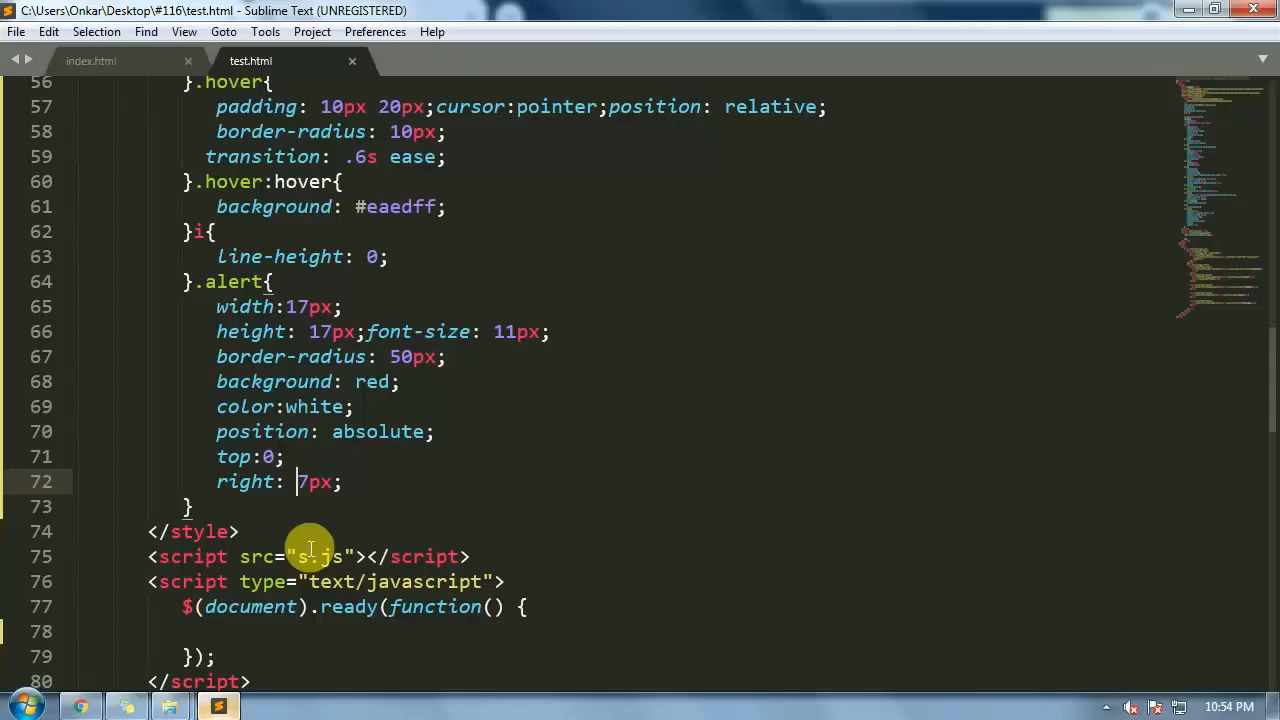 C:\Users\Onkar\Desktop\#116\test.html - Sublime Text (UNREGISTERED)
File Edit Selection Find View Goto Tools Project Preferences Help
index.html × test.html ×
56 }.hover{
57 padding: 10px 20px;cursor:pointer;position: relative;
58 border-radius: 10px;
59 transition: .6s ease;
60 }.hover:hover{
61 background: #eaedff;
62 }i{
63 line-height: 0;
64 }.alert{
65 width:17px;
66 height: 17px;font-size: 11px;
67 border-radius: 50px;
68 background: red;
69 color:white;
70 position: absolute;
71 top:0;
72 right: 7px;
73 }
74 </style>
75 <script src="s.js"></script>
76 <script type="text/javascript">
77 $(document).ready(function() {
78
79 });
80 </script>
10:54 PM